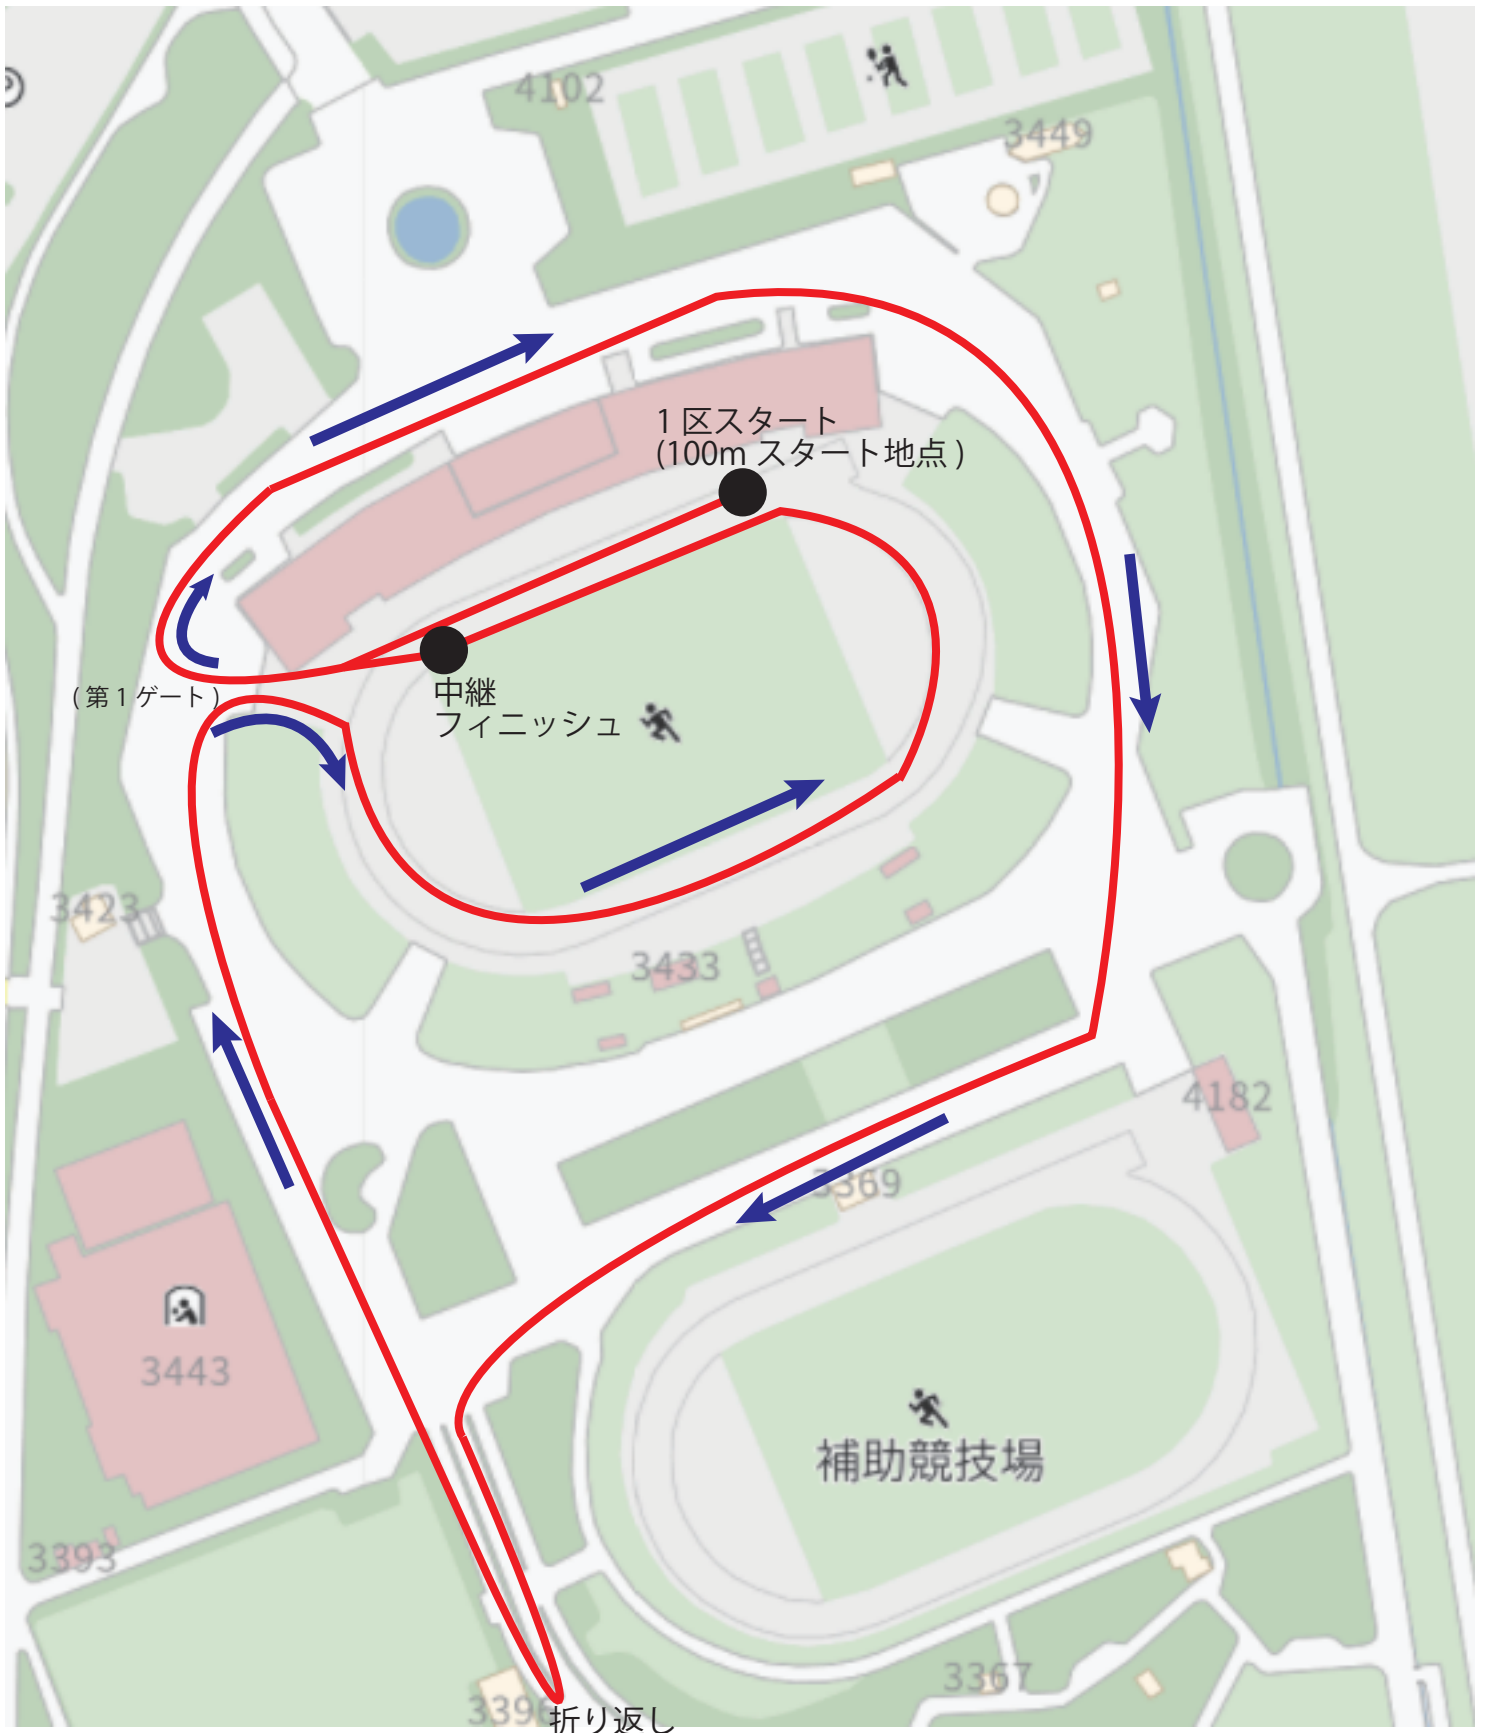 4102
3449
1 区スタート
(100m スタート地点 )
( 第 1 ゲート )
中継
フィニッシュ
3423
3433
4182
3369
3443
補助競技場
3393
3367
3396
折り返し